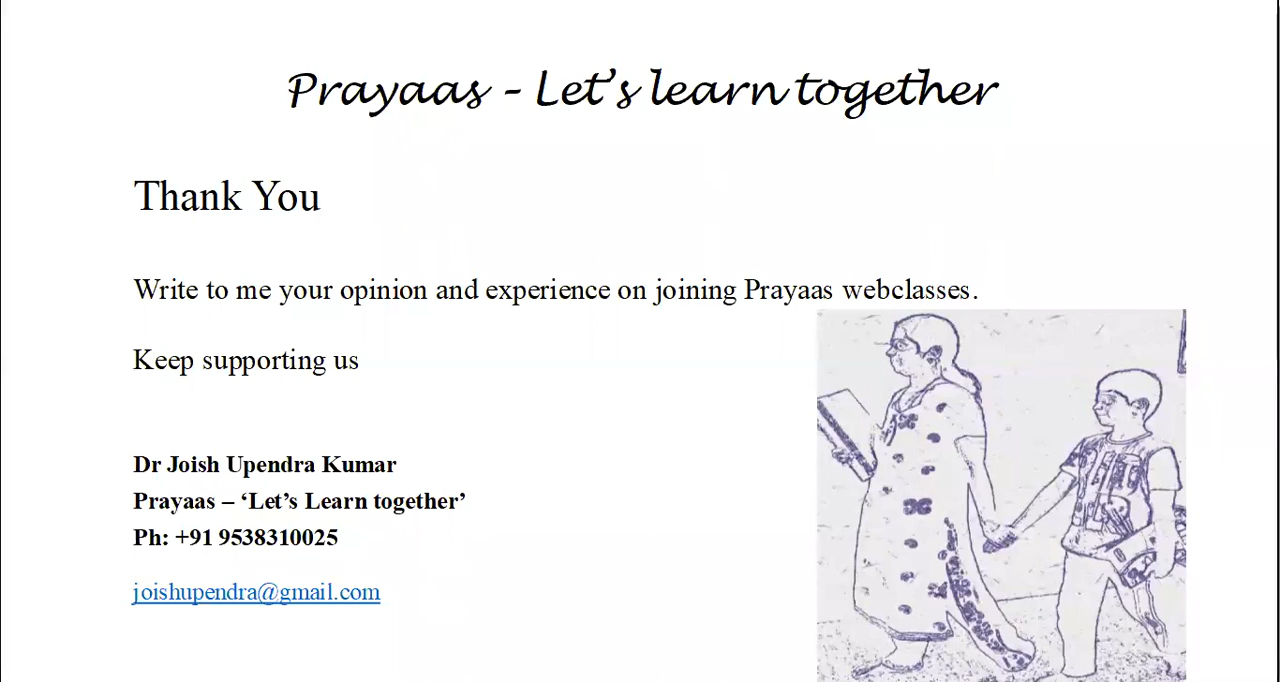 Prayaas – Let’s learn together
Thank You
Write to me your opinion and experience on joining Prayaas webclasses.
Keep supporting us
Dr Joish Upendra Kumar
Prayaas – ‘Let’s Learn together’
Ph: +91 9538310025
joishupendra@gmail.com